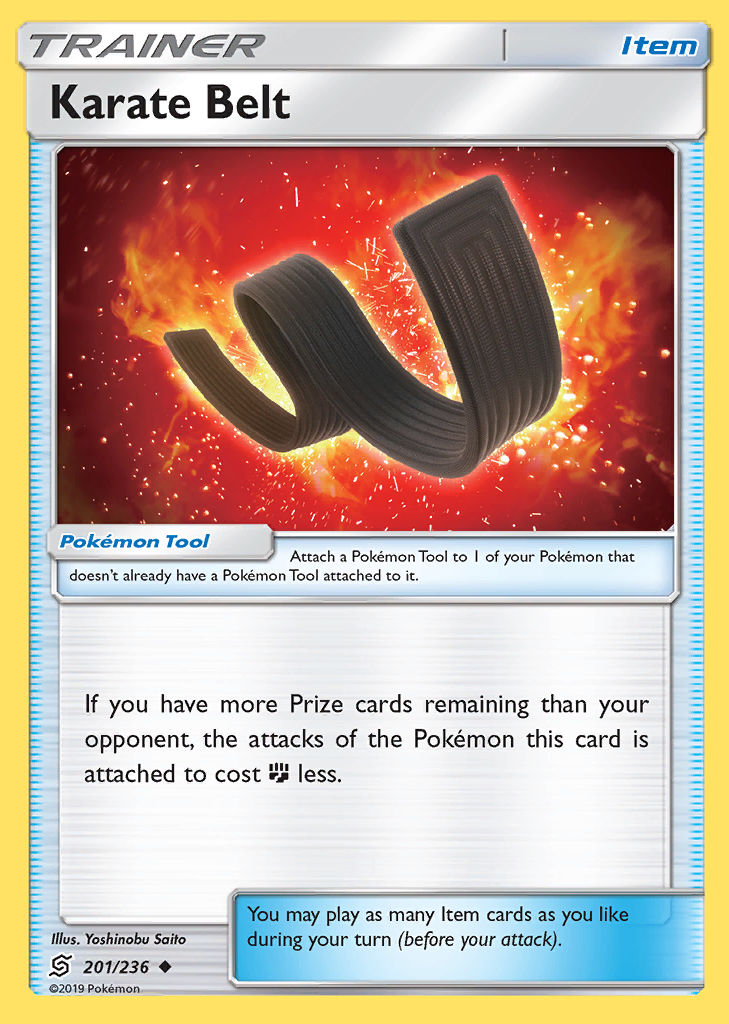 TRAINER
Item
Karate Belt
Pokémon Tool
Attach a Pokémon Tool to 1 of your Pokémon that
doesn't already have a Pokémon Tool attached to it.
If you have more Prize cards remaining than your
opponent, the attacks of the Pokémon this card is
attached to cost less.
You may play as many Item cards as you like
during your turn (before your attack).
Illus. Yoshinobu Saito
201/236
©2019 Pokémon